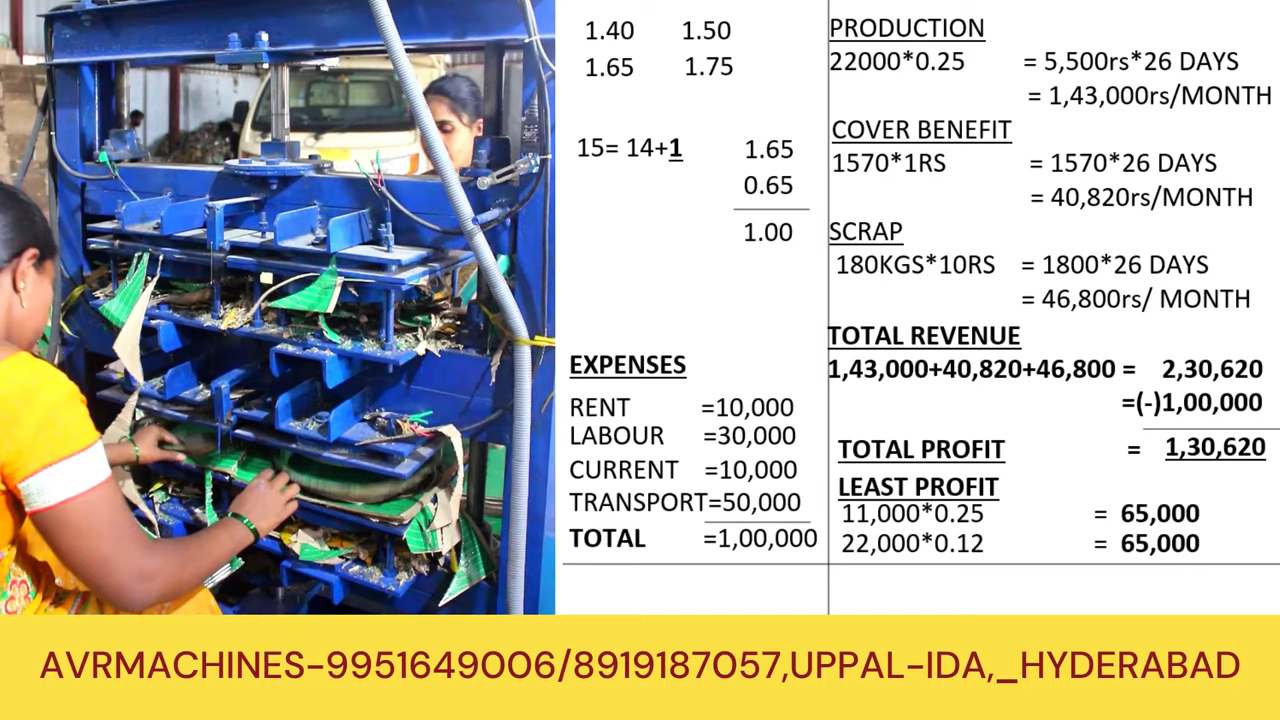 1.40 1.50
1.65 1.75
15= 14+1 1.65
0.65
1.00
EXPENSES
RENT =10,000
LABOUR =30,000
CURRENT =10,000
TRANSPORT=50,000
TOTAL =1,00,000
PRODUCTION
22000*0.25 = 5,500rs*26 DAYS
= 1,43,000rs/MONTH
COVER BENEFIT
1570*1RS = 1570*26 DAYS
= 40,820rs/MONTH
SCRAP
180KGS*10RS = 1800*26 DAYS
= 46,800rs/ MONTH
TOTAL REVENUE
1,43,000+40,820+46,800 = 2,30,620
=(-)1,00,000
TOTAL PROFIT = 1,30,620
LEAST PROFIT
11,000*0.25 = 65,000
22,000*0.12 = 65,000
AVRMACHINES-9951649006/8919187057,UPPAL-IDA,_HYDERABAD